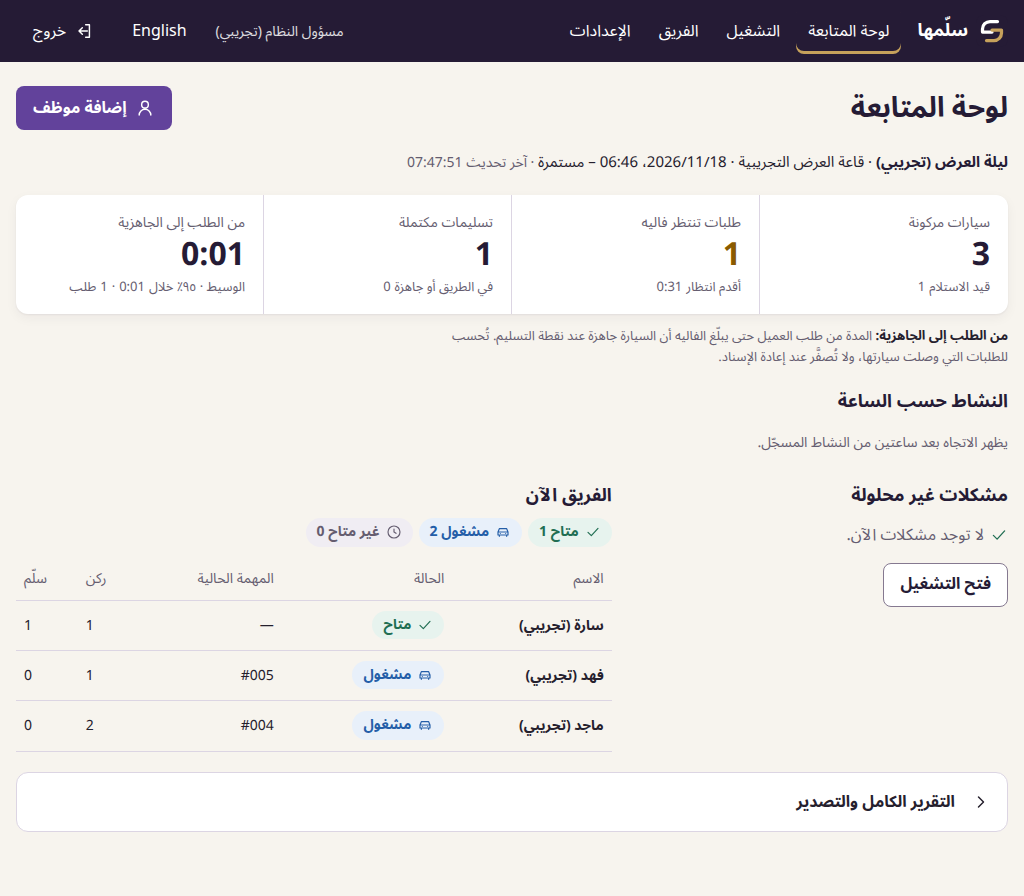 سلّمها
لوحة المتابعة
التشغيل
الفريق
الإعدادات
مسؤول النظام (تجريبي)
English
خروج
لوحة المتابعة
إضافة موظف
ليلة العرض (تجريبي) · قاعة العرض التجريبية · 2026/11/18، 06:46 – مستمرة · آخر تحديث 07:47:51
سيارات مركونة
3
قيد الاستلام 1
طلبات تنتظر فاليه
1
أقدم انتظار 0:31
تسليمات مكتملة
1
في الطريق أو جاهزة 0
من الطلب إلى الجاهزية
0:01
الوسيط · ٩٥٪ خلال 0:01 · 1 طلب
من الطلب إلى الجاهزية: المدة من طلب العميل حتى يبلّغ الفاليه أن السيارة جاهزة عند نقطة التسليم. تُحسب
للطلبات التي وصلت سيارتها، ولا تُصفَّر عند إعادة الإسناد.
النشاط حسب الساعة
يظهر الاتجاه بعد ساعتين من النشاط المسجّل.
مشكلات غير محلولة
لا توجد مشكلات الآن.
فتح التشغيل
الفريق الآن
متاح 1
مشغول 2
غير متاح 0
الاسم الحالة المهمة الحالية ركن سلّم
سارة (تجريبي) متاح — 1 1
فهد (تجريبي) مشغول #005 1 0
ماجد (تجريبي) مشغول #004 2 0
التقرير الكامل والتصدير